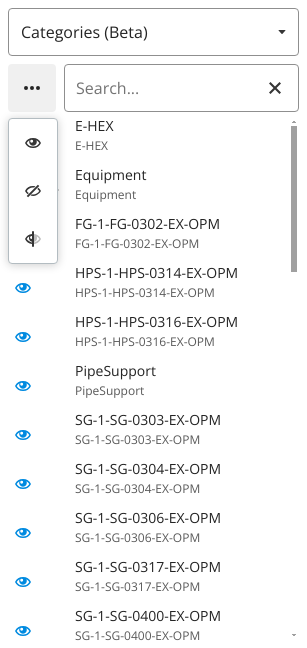 Categories (Beta)
Search...
E-HEX
E-HEX
Equipment
Equipment
FG-1-FG-0302-EX-OPM
FG-1-FG-0302-EX-OPM
HPS-1-HPS-0314-EX-OPM
HPS-1-HPS-0314-EX-OPM
HPS-1-HPS-0316-EX-OPM
HPS-1-HPS-0316-EX-OPM
PipeSupport
PipeSupport
SG-1-SG-0303-EX-OPM
SG-1-SG-0303-EX-OPM
SG-1-SG-0304-EX-OPM
SG-1-SG-0304-EX-OPM
SG-1-SG-0306-EX-OPM
SG-1-SG-0306-EX-OPM
SG-1-SG-0317-EX-OPM
SG-1-SG-0317-EX-OPM
SG-1-SG-0400-EX-OPM
SG-1-SG-0400-EX-OPM